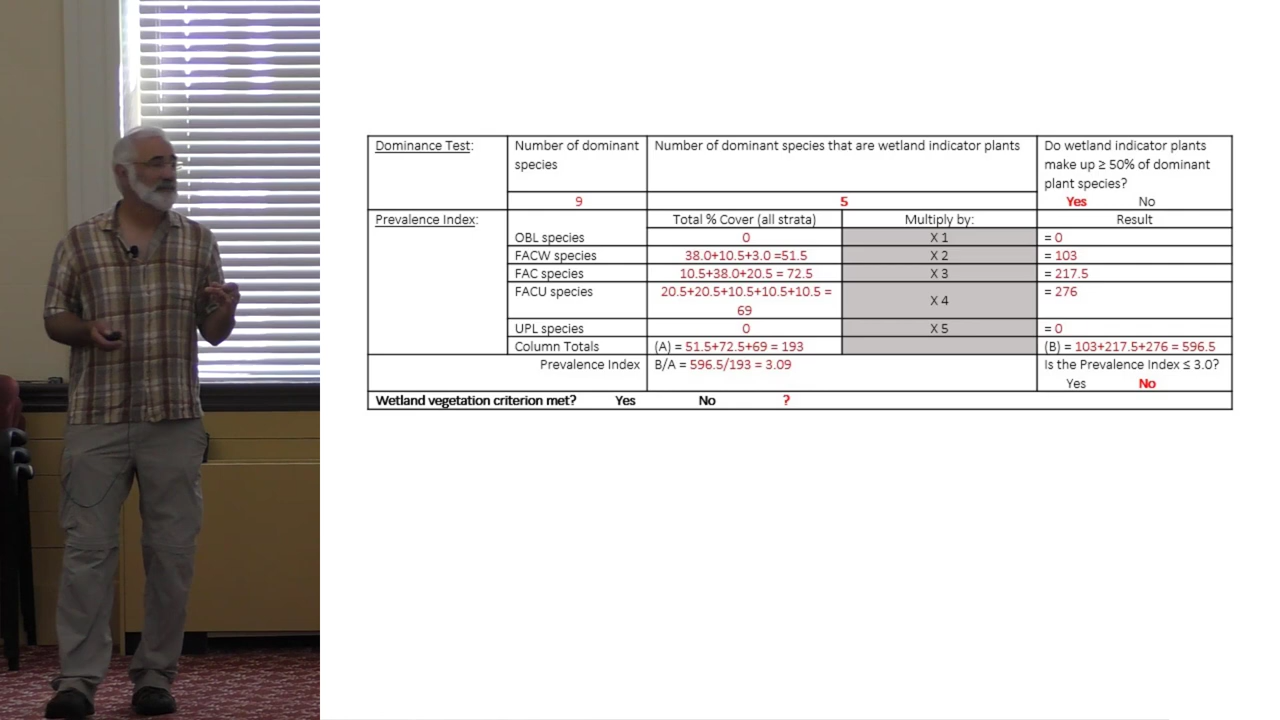 Dominance Test: Number of dominant species Number of dominant species that are wetland indicator plants Do wetland indicator plants make up ≥ 50% of dominant plant species?
9 5 Yes No
Prevalence Index: Total % Cover (all strata) Multiply by: Result
OBL species 0 X 1 = 0
FACW species 38.0+10.5+3.0 =51.5 X 2 = 103
FAC species 10.5+38.0+20.5 = 72.5 X 3 = 217.5
FACU species 20.5+20.5+10.5+10.5+10.5 = 69 X 4 = 276
UPL species 0 X 5 = 0
Column Totals (A) = 51.5+72.5+69 = 193 (B) = 103+217.5+276 = 596.5
Prevalence Index B/A = 596.5/193 = 3.09 Is the Prevalence Index ≤ 3.0?
Yes No
Wetland vegetation criterion met? Yes No ?